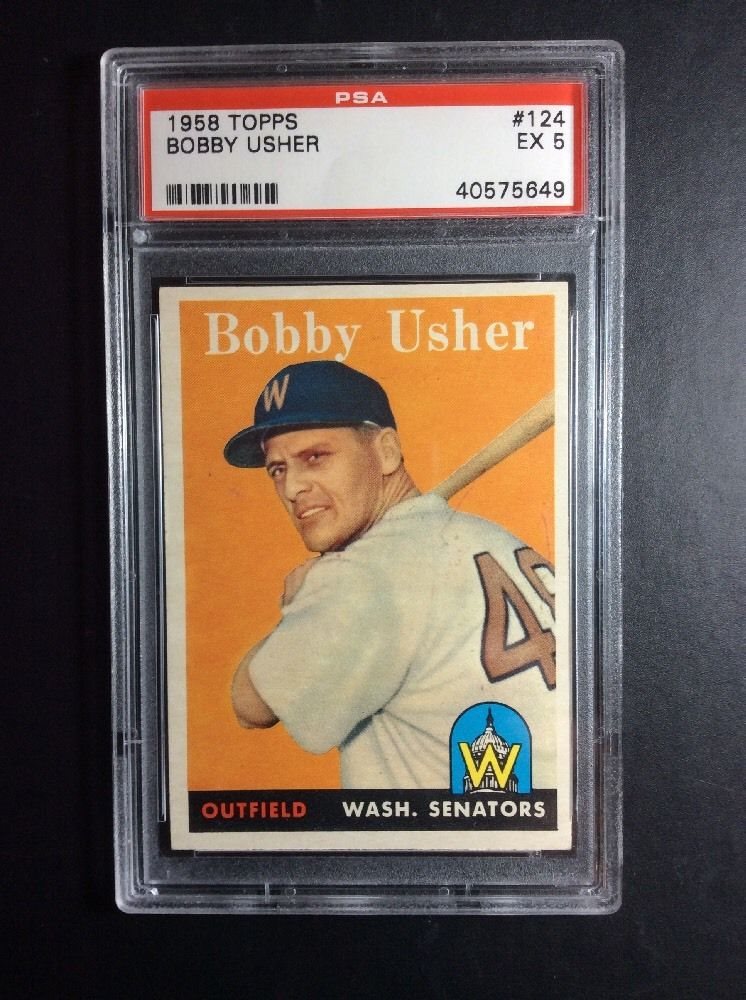 PSA
1958 TOPPS #124
BOBBY USHER EX 5
40575649
Bobby Usher
W
W
OUTFIELD WASH. SENATORS